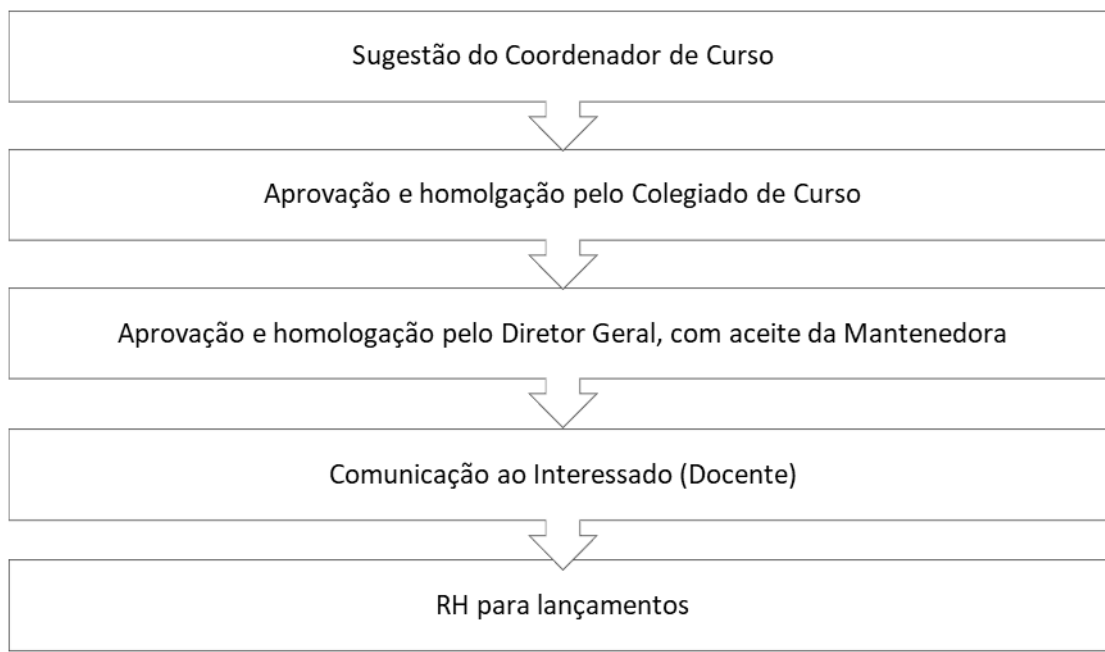 Sugestão do Coordenador de Curso
Aprovação e homolgação pelo Colegiado de Curso
Aprovação e homologação pelo Diretor Geral, com aceite da Mantenedora
Comunicação ao Interessado (Docente)
RH para lançamentos